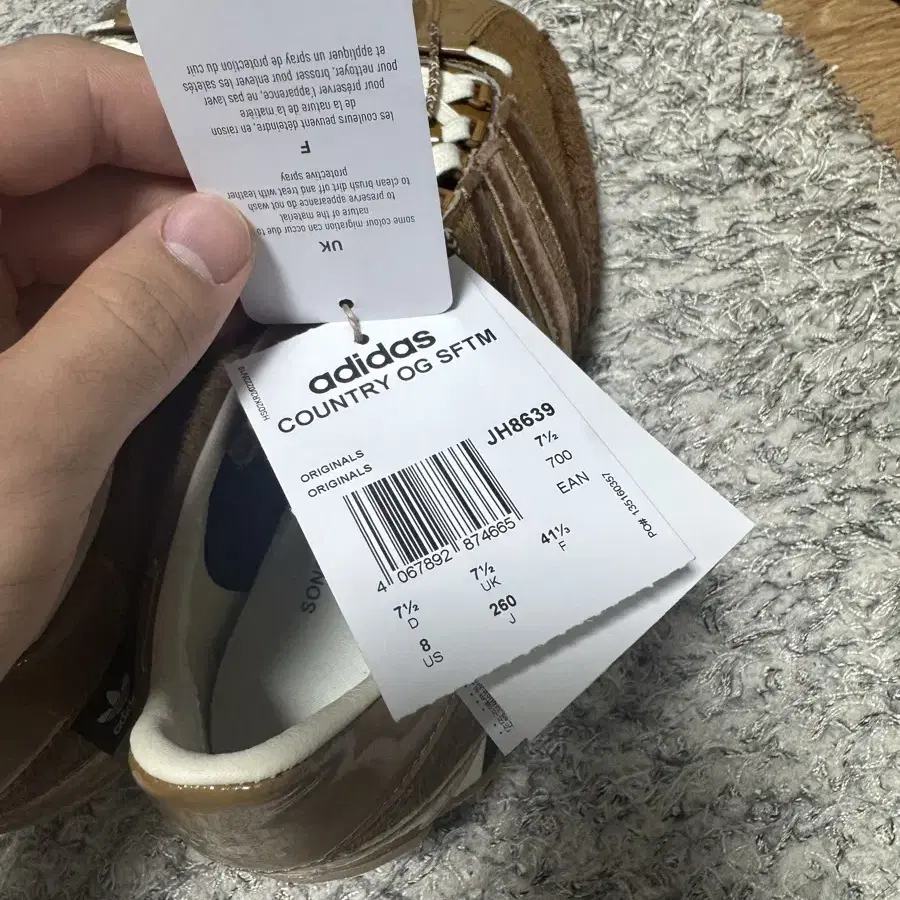 UK
some colour migration can occur due to
nature of the material
to preserve appearance do not wash
to clean brush dirt off and treat with leather
protective spray
F
les couleurs peuvent déteindre, en raison
de la nature de la matière
pour préserver l'apparence, ne pas laver
pour nettoyer, brosser pour enlever les saletés
et appliquer un spray de protection du cuir
adidas
COUNTRY OG SFTM
JH8639
ORIGINALS
ORIGINALS
7½
700
EAN
4 067892 874665
41⅓
F
7½
UK
7½
D
260
J
8
US
PO# 135160357
SON